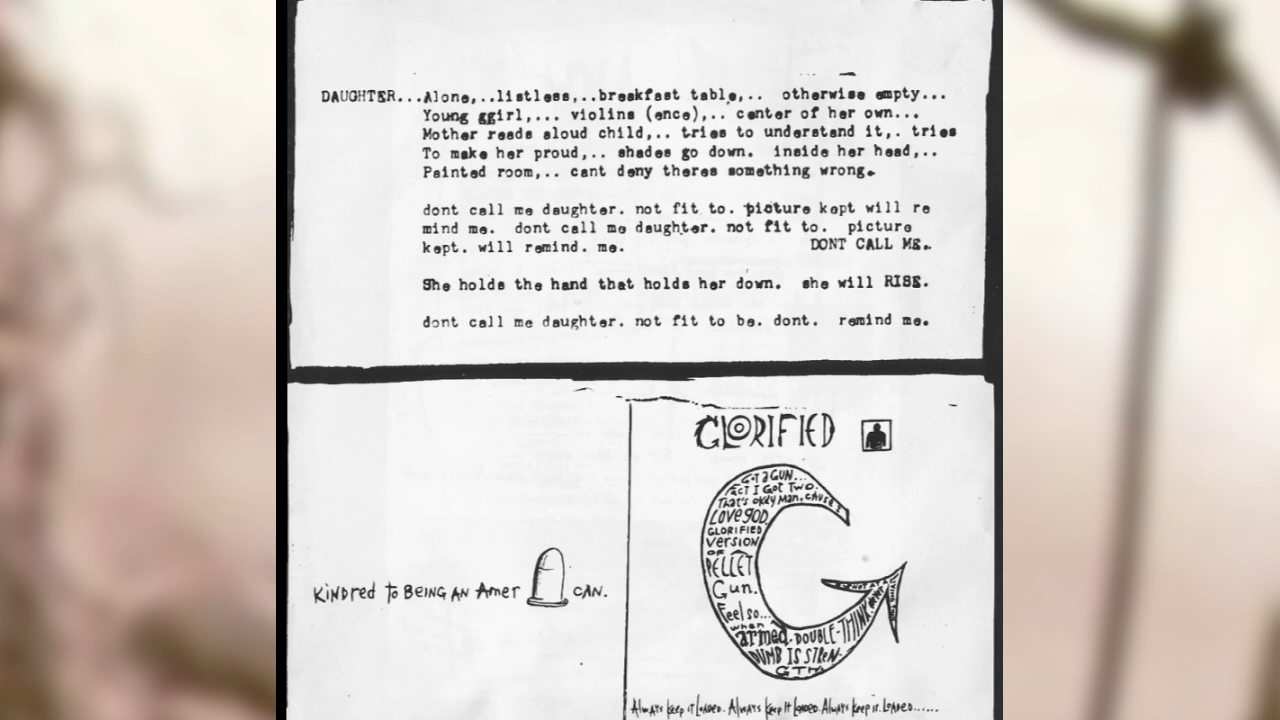 DAUGHTER...Alone,..listless,..breakfast table,.. otherwise empty...
Young ggirl,... violins (ence),.. center of her own...
Mother reads aloud child,.. tries to understand it,. tries
To make her proud,.. shades go down. inside her head,..
Painted room,.. cant deny theres something wrong.
dont call me daughter. not fit to. picture kept will re
mind me. dont call me daughter. not fit to. picture
kept. will remind. me. DONT CALL ME.
She holds the hand that holds her down. she will RISE.
dont call me daughter. not fit to be. dont. remind me.
KINDred To BEING AN Amer CAN.
GLORIFIED
GOT a GUN...
FACT I GOT TWO.
That's okay man, cause I
LOVE GOD.
GLORIFIED
VERSION
OF
PELLET
Gun.
Feel so...
when
armed. DOUBLE-THINK.
DUMB IS STREN-
GTH.
Always keep it loaded. Always keep it loaded. Always keep it. Loaded......